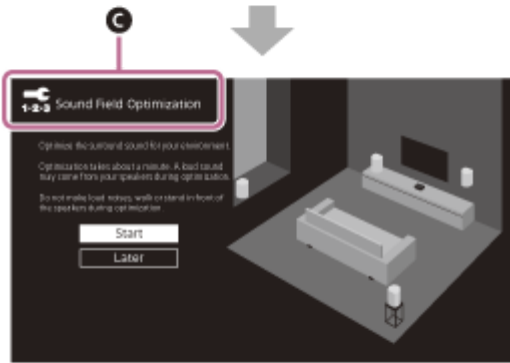 C
1-2-3 Sound Field Optimization
Optimize the surround sound for your environment.
Optimization takes about a minute. A loud sound
may come from your speakers during optimization.
Do not make loud noises, walk or stand in front of
the speakers during optimization.
Start
Later